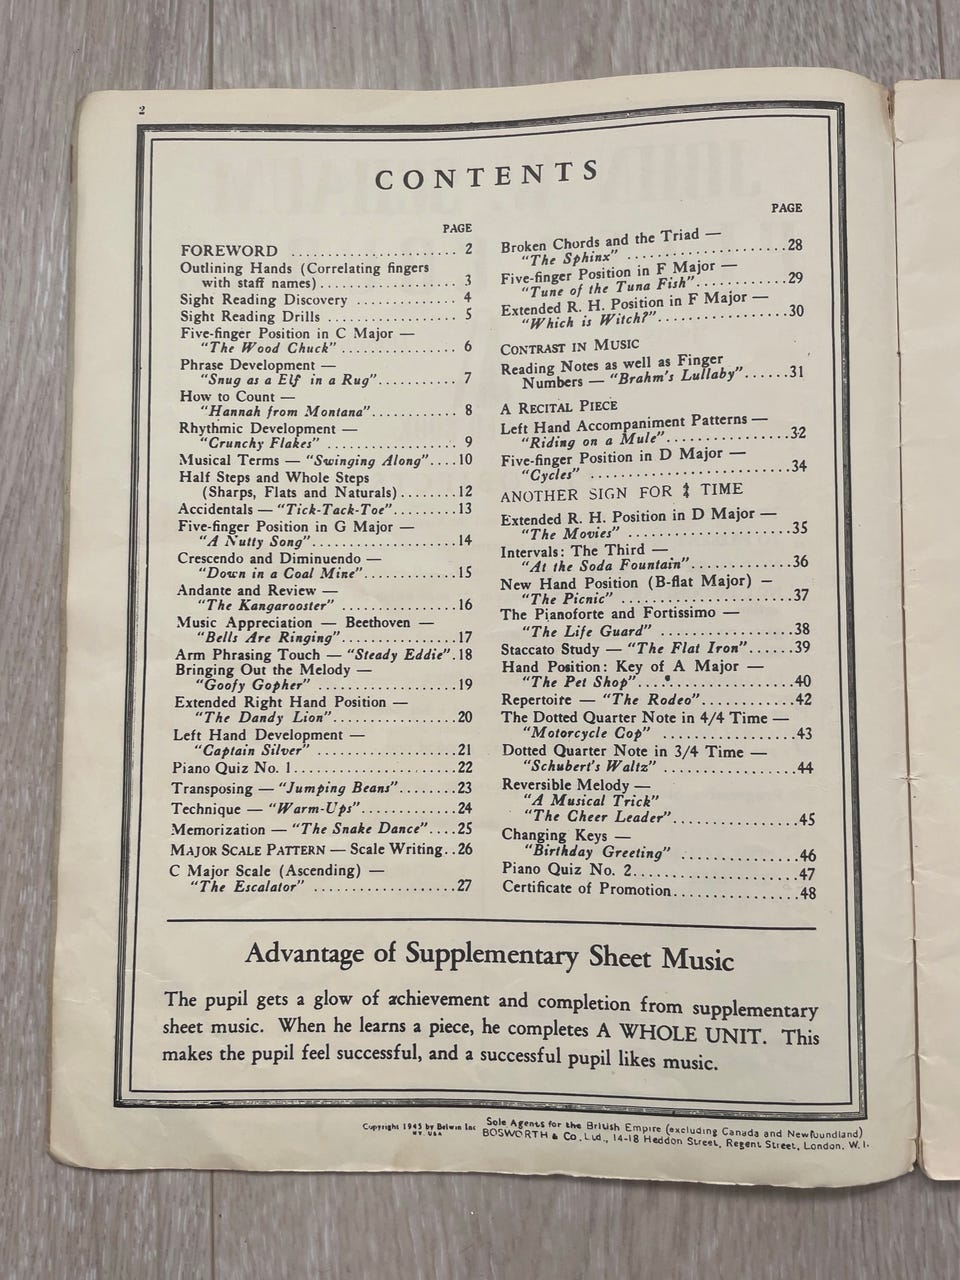 2
CONTENTS
PAGE
FOREWORD ........................ 2
Outlining Hands (Correlating fingers
with staff names).................... 3
Sight Reading Discovery ................ 4
Sight Reading Drills .................... 5
Five-finger Position in C Major —
"The Wood Chuck" ................. 6
Phrase Development —
"Snug as a Elf in a Rug"............ 7
How to Count —
"Hannah from Montana"............ 8
Rhythmic Development —
"Crunchy Flakes" .................... 9
Musical Terms — "Swinging Along"....10
Half Steps and Whole Steps
(Sharps, Flats and Naturals)........12
Accidentals — "Tick-Tack-Toe".........13
Five-finger Position in G Major —
"A Nutty Song".....................14
Crescendo and Diminuendo —
"Down in a Coal Mine"..............15
Andante and Review —
"The Kangarooster" .................16
Music Appreciation — Beethoven —
"Bells Are Ringing".................17
Arm Phrasing Touch — "Steady Eddie".18
Bringing Out the Melody —
"Goofy Gopher" ....................19
Extended Right Hand Position —
"The Dandy Lion"..................20
Left Hand Development —
"Captain Silver" ....................21
Piano Quiz No. 1........................22
Transposing — "Jumping Beans"........23
Technique — "Warm-Ups"..............24
Memorization — "The Snake Dance"....25
MAJOR SCALE PATTERN — Scale Writing..26
C Major Scale (Ascending) —
"The Escalator" .....................27
PAGE
Broken Chords and the Triad —
"The Sphinx" .......................28
Five-finger Position in F Major —
"Tune of the Tuna Fish".............29
Extended R. H. Position in F Major —
"Which is Witch?"...................30
CONTRAST IN MUSIC
Reading Notes as well as Finger
Numbers — "Brahm's Lullaby"......31
A RECITAL PIECE
Left Hand Accompaniment Patterns —
"Riding on a Mule".................32
Five-finger Position in D Major —
"Cycles" ............................34
ANOTHER SIGN FOR 4/4 TIME
Extended R. H. Position in D Major —
"The Movies" .......................35
Intervals: The Third —
"At the Soda Fountain".............36
New Hand Position (B-flat Major) —
"The Picnic" ........................37
The Pianoforte and Fortissimo —
"The Life Guard" ...................38
Staccato Study — "The Flat Iron"......39
Hand Position: Key of A Major —
"The Pet Shop".....................40
Repertoire — "The Rodeo"............42
The Dotted Quarter Note in 4/4 Time —
"Motorcycle Cop" ..................43
Dotted Quarter Note in 3/4 Time —
"Schubert's Waltz" ..................44
Reversible Melody —
"A Musical Trick"
"The Cheer Leader".................45
Changing Keys —
"Birthday Greeting" ................46
Piano Quiz No. 2......................47
Certificate of Promotion.................48
Advantage of Supplementary Sheet Music
The pupil gets a glow of achievement and completion from supplementary
sheet music. When he learns a piece, he completes A WHOLE UNIT. This
makes the pupil feel successful, and a successful pupil likes music.
Copyright 1945 by Belwin Inc
NY. USA
Sole Agents for the British Empire (excluding Canada and Newfoundland)
BOSWORTH & Co. Ltd., 14-18 Heddon Street, Regent Street, London. W.1.